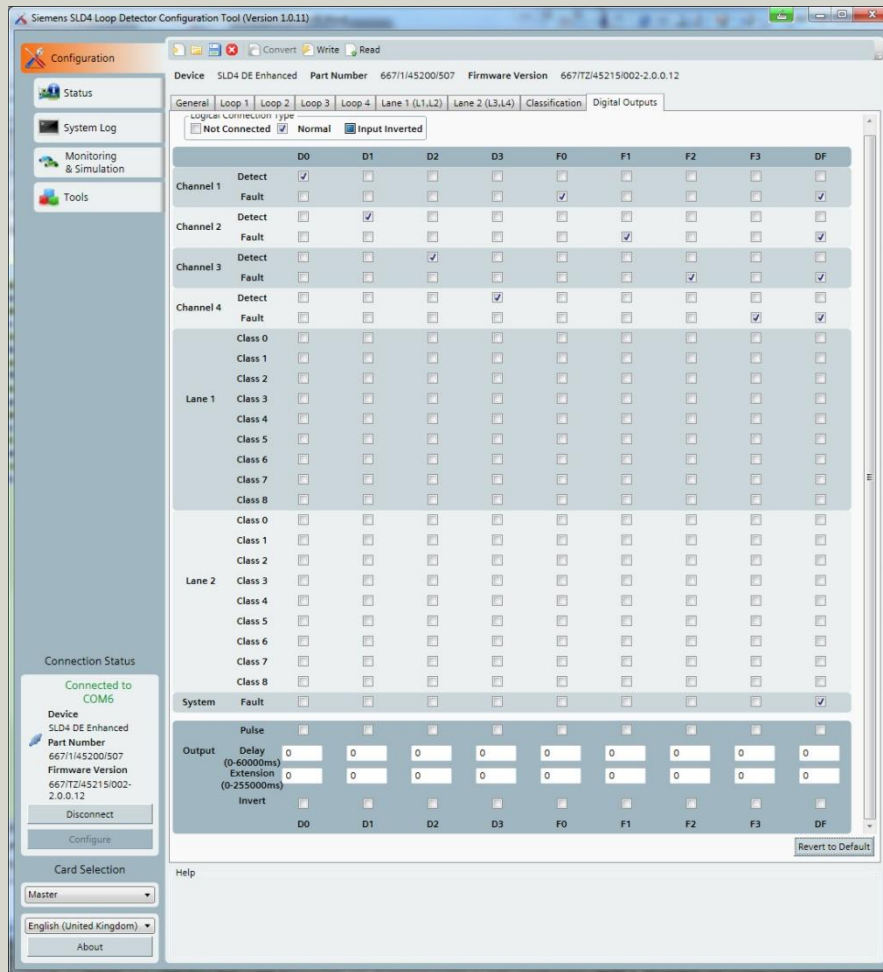 Siemens SLD4 Loop Detector Configuration Tool (Version 1.0.11)
Configuration
Status
System Log
Monitoring
& Simulation
Tools
Convert Write Read
Device SLD4 DE Enhanced Part Number 667/1/45200/507 Firmware Version 667/TZ/45215/002-2.0.0.12
General Loop 1 Loop 2 Loop 3 Loop 4 Lane 1 (L1,L2) Lane 2 (L3,L4) Classification Digital Outputs
Logical Connection Type
Not Connected Normal Input Inverted
D0 D1 D2 D3 F0 F1 F2 F3 DF
Channel 1
Detect
Fault
Channel 2
Detect
Fault
Channel 3
Detect
Fault
Channel 4
Detect
Fault
Lane 1
Class 0
Class 1
Class 2
Class 3
Class 4
Class 5
Class 6
Class 7
Class 8
Lane 2
Class 0
Class 1
Class 2
Class 3
Class 4
Class 5
Class 6
Class 7
Class 8
System Fault
Output
Pulse
Delay 0 0 0 0 0 0 0 0 0
(0-60000ms)
Extension 0 0 0 0 0 0 0 0 0
(0-255000ms)
Invert
D0 D1 D2 D3 F0 F1 F2 F3 DF
Revert to Default
Help
Connection Status
Connected to
COM6
Device
SLD4 DE Enhanced
Part Number
667/1/45200/507
Firmware Version
667/TZ/45215/002-
2.0.0.12
Disconnect
Configure
Card Selection
Master
English (United Kingdom)
About